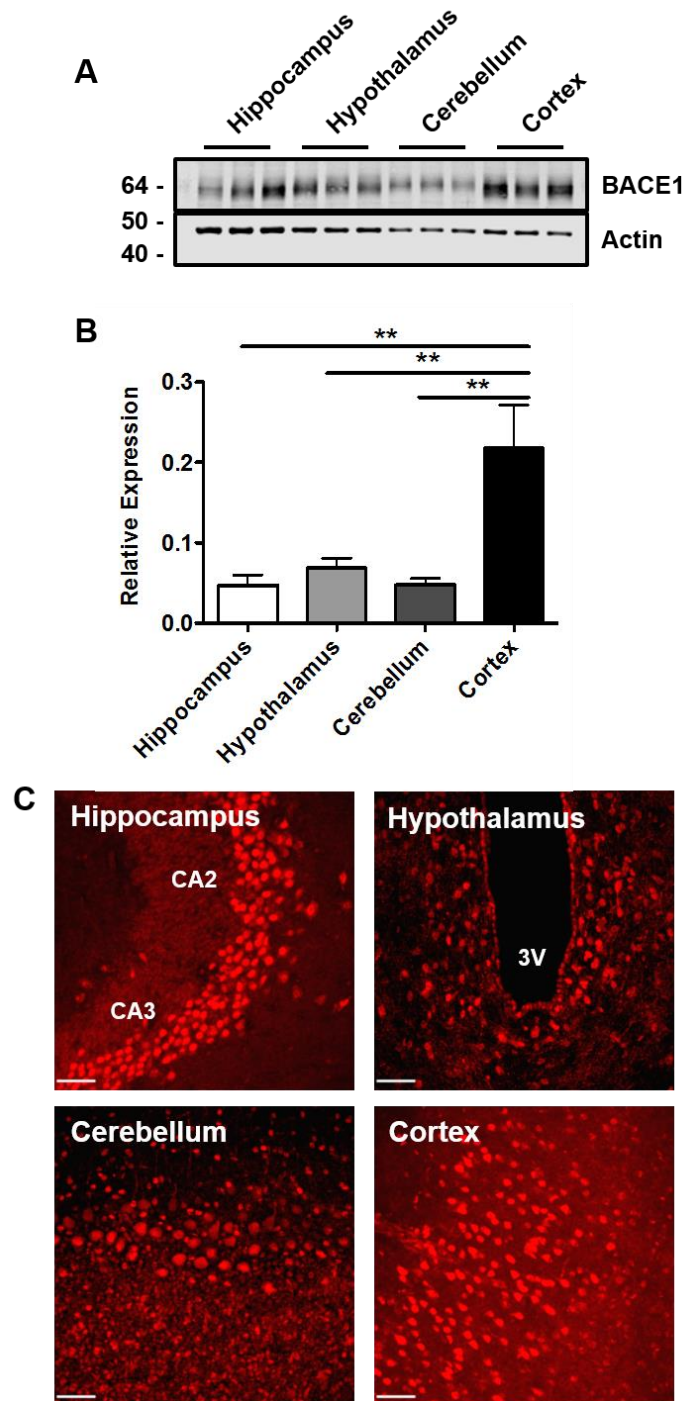 A
Hippocampus
Hypothalamus
Cerebellum
Cortex
64 -
BACE1
50 -
40 -
Actin
B
**
**
**
Relative Expression
0.3
0.2
0.1
0.0
Hippocampus
Hypothalamus
Cerebellum
Cortex
C
Hippocampus
CA2
CA3
Hypothalamus
3V
Cerebellum
Cortex